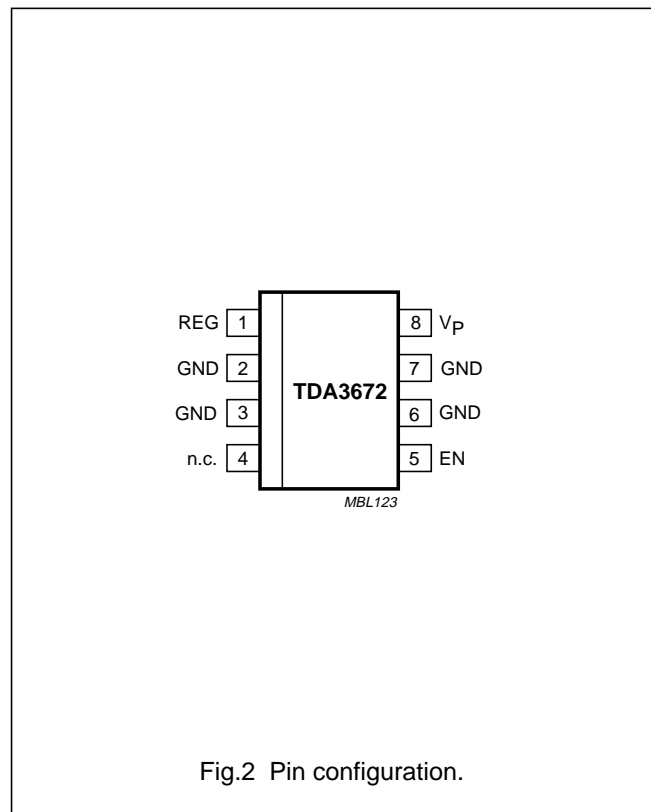 REG 1 8 VP
GND 2 7 GND
TDA3672
GND 3 6 GND
n.c. 4 5 EN
MBL123
Fig.2 Pin configuration.